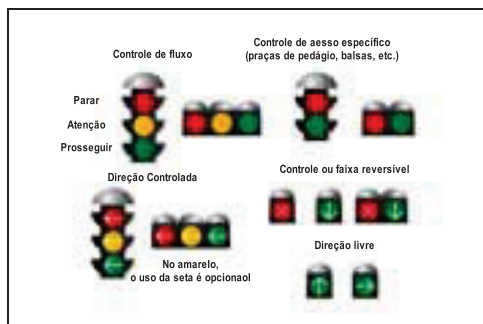 Controle de fluxo
Parar
Atenção
Prosseguir
Controle de aesso específico
(praças de pedágio, balsas, etc.)
Direção Controlada
No amarelo,
o uso da seta é opcionaol
Controle ou faixa reversível
Direção livre